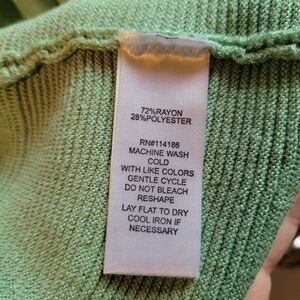 72%RAYON
28%POLYESTER
RN#114186
MACHINE WASH
COLD
WITH LIKE COLORS
GENTLE CYCLE
DO NOT BLEACH
RESHAPE
LAY FLAT TO DRY
COOL IRON IF
NECESSARY